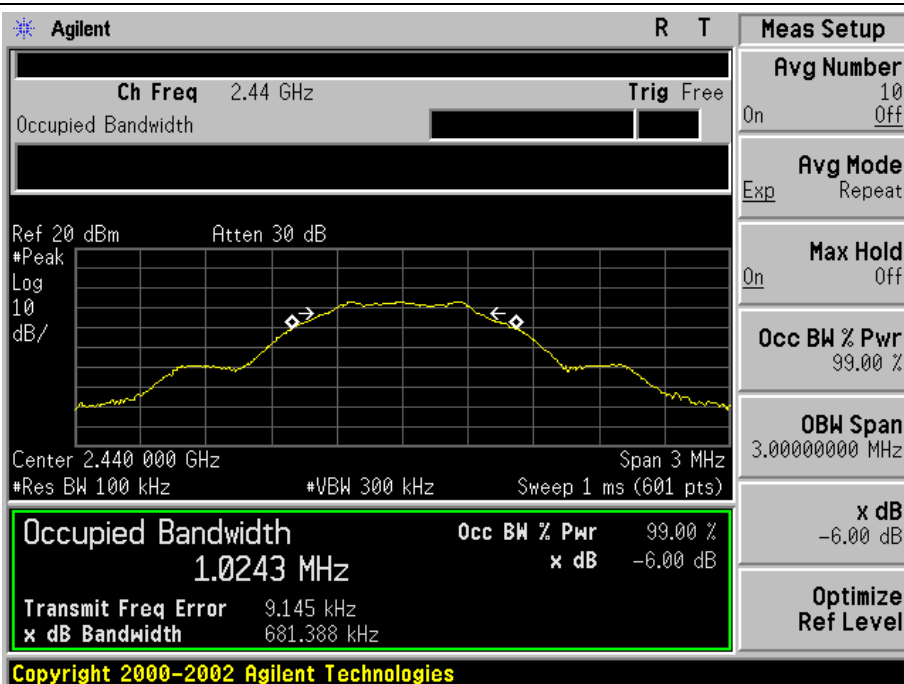 Agilent R T Meas Setup
Ch Freq 2.44 GHz Trig Free
Occupied Bandwidth
Avg Number
10
On Off
Avg Mode
Exp Repeat
Ref 20 dBm Atten 30 dB
#Peak
Log
10
dB/
Max Hold
On Off
Occ BW % Pwr
99.00 %
OBW Span
3.00000000 MHz
Center 2.440 000 GHz Span 3 MHz
#Res BW 100 kHz #VBW 300 kHz Sweep 1 ms (601 pts)
x dB
-6.00 dB
Optimize
Ref Level
Occupied Bandwidth Occ BW % Pwr 99.00 %
1.0243 MHz x dB -6.00 dB
Transmit Freq Error 9.145 kHz
x dB Bandwidth 681.388 kHz
Copyright 2000-2002 Agilent Technologies